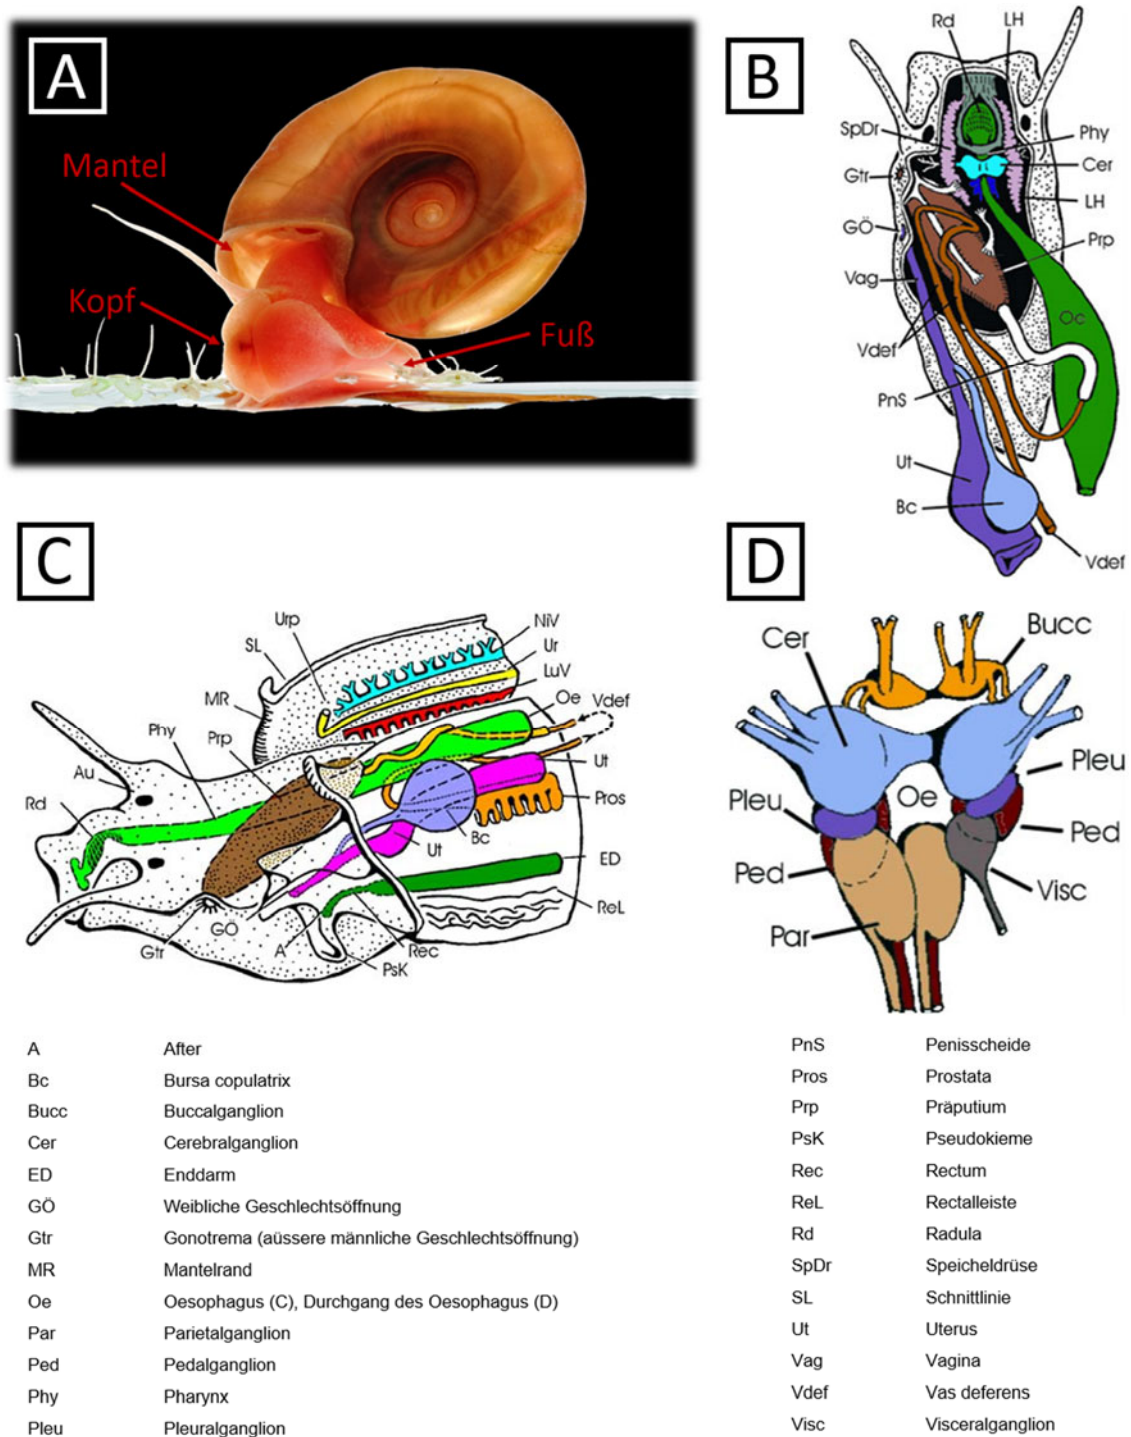 A
Mantel
Kopf
Fuß
B
Rd
LH
SpDr
Phy
Gtr
Cer
LH
GÖ
Prp
Vag
Oe
Vdef
PnS
Ut
Bc
Vdef
C
Urp
NiV
SL
Ur
LuV
MR
Oe
Vdef
Phy
Prp
Au
Ut
Rd
Pros
Bc
Ut
ED
GÖ
ReL
A
Gtr
Rec
PsK
D
Cer
Bucc
Pleu
Oe
Pleu
Ped
Ped
Visc
Par
A After
Bc Bursa copulatrix
Bucc Buccalganglion
Cer Cerebralganglion
ED Enddarm
GÖ Weibliche Geschlechtsöffnung
Gtr Gonotrema (aüssere männliche Geschlechtsöffnung)
MR Mantelrand
Oe Oesophagus (C), Durchgang des Oesophagus (D)
Par Parietalganglion
Ped Pedalganglion
Phy Pharynx
Pleu Pleuralganglion
PnS Penisscheide
Pros Prostata
Prp Präputium
PsK Pseudokieme
Rec Rectum
ReL Rectalleiste
Rd Radula
SpDr Speicheldrüse
SL Schnittlinie
Ut Uterus
Vag Vagina
Vdef Vas deferens
Visc Visceralganglion